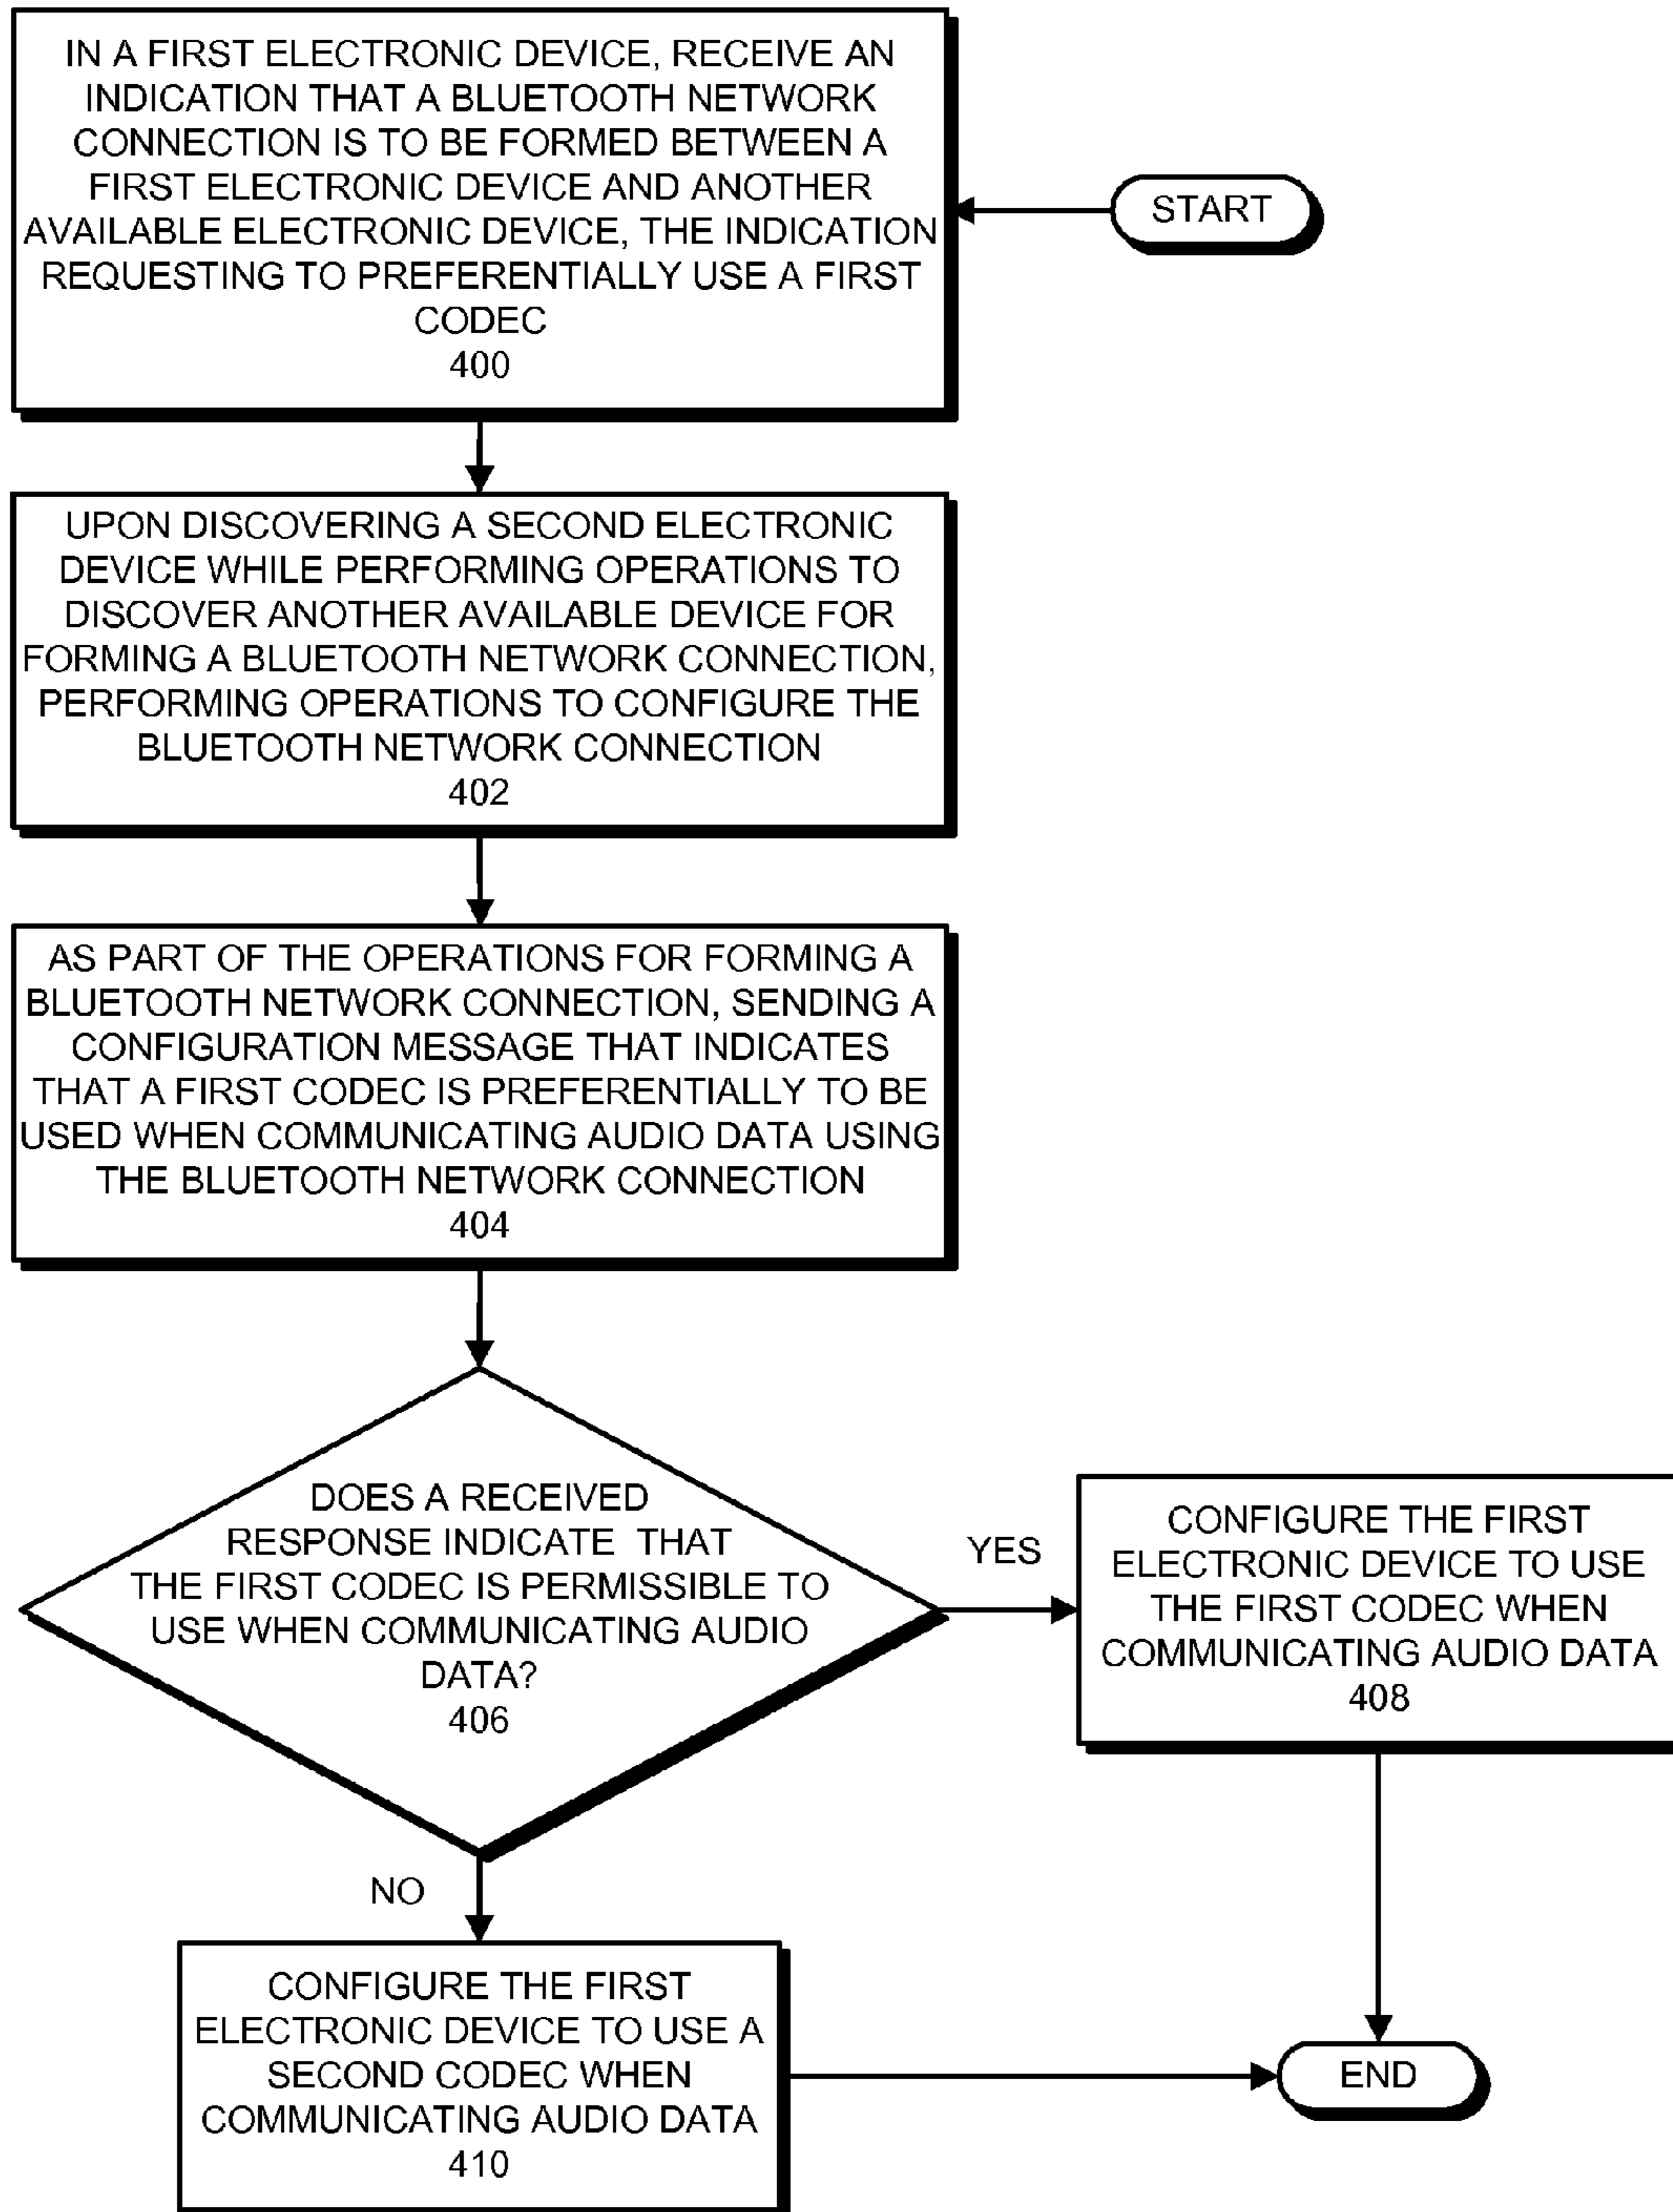 IN A FIRST ELECTRONIC DEVICE, RECEIVE AN
INDICATION THAT A BLUETOOTH NETWORK
CONNECTION IS TO BE FORMED BETWEEN A
FIRST ELECTRONIC DEVICE AND ANOTHER
AVAILABLE ELECTRONIC DEVICE, THE INDICATION
REQUESTING TO PREFERENTIALLY USE A FIRST
CODEC
400
START
UPON DISCOVERING A SECOND ELECTRONIC
DEVICE WHILE PERFORMING OPERATIONS TO
DISCOVER ANOTHER AVAILABLE DEVICE FOR
FORMING A BLUETOOTH NETWORK CONNECTION,
PERFORMING OPERATIONS TO CONFIGURE THE
BLUETOOTH NETWORK CONNECTION
402
AS PART OF THE OPERATIONS FOR FORMING A
BLUETOOTH NETWORK CONNECTION, SENDING A
CONFIGURATION MESSAGE THAT INDICATES
THAT A FIRST CODEC IS PREFERENTIALLY TO BE
USED WHEN COMMUNICATING AUDIO DATA USING
THE BLUETOOTH NETWORK CONNECTION
404
DOES A RECEIVED
RESPONSE INDICATE THAT
THE FIRST CODEC IS PERMISSIBLE TO
USE WHEN COMMUNICATING AUDIO
DATA?
406
YES
CONFIGURE THE FIRST
ELECTRONIC DEVICE TO USE
THE FIRST CODEC WHEN
COMMUNICATING AUDIO DATA
408
NO
CONFIGURE THE FIRST
ELECTRONIC DEVICE TO USE A
SECOND CODEC WHEN
COMMUNICATING AUDIO DATA
410
END